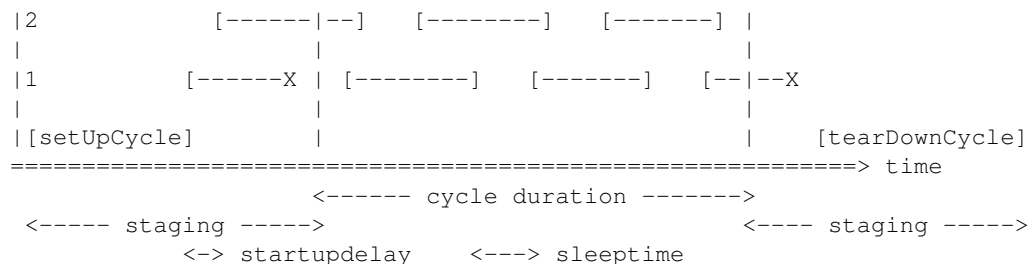 |2              [------|--]    [--------]    [-------] |
|                      |                               |
|1            [------X | [--------]    [-------]    [--|--X
|                      |                               |
|[setUpCycle]          |                               |     [tearDownCycle]
===========================================================> time
                       <------ cycle duration ------->
 <----- staging ----->                                 <---- staging ----->
            <-> startupdelay    <---> sleeptime